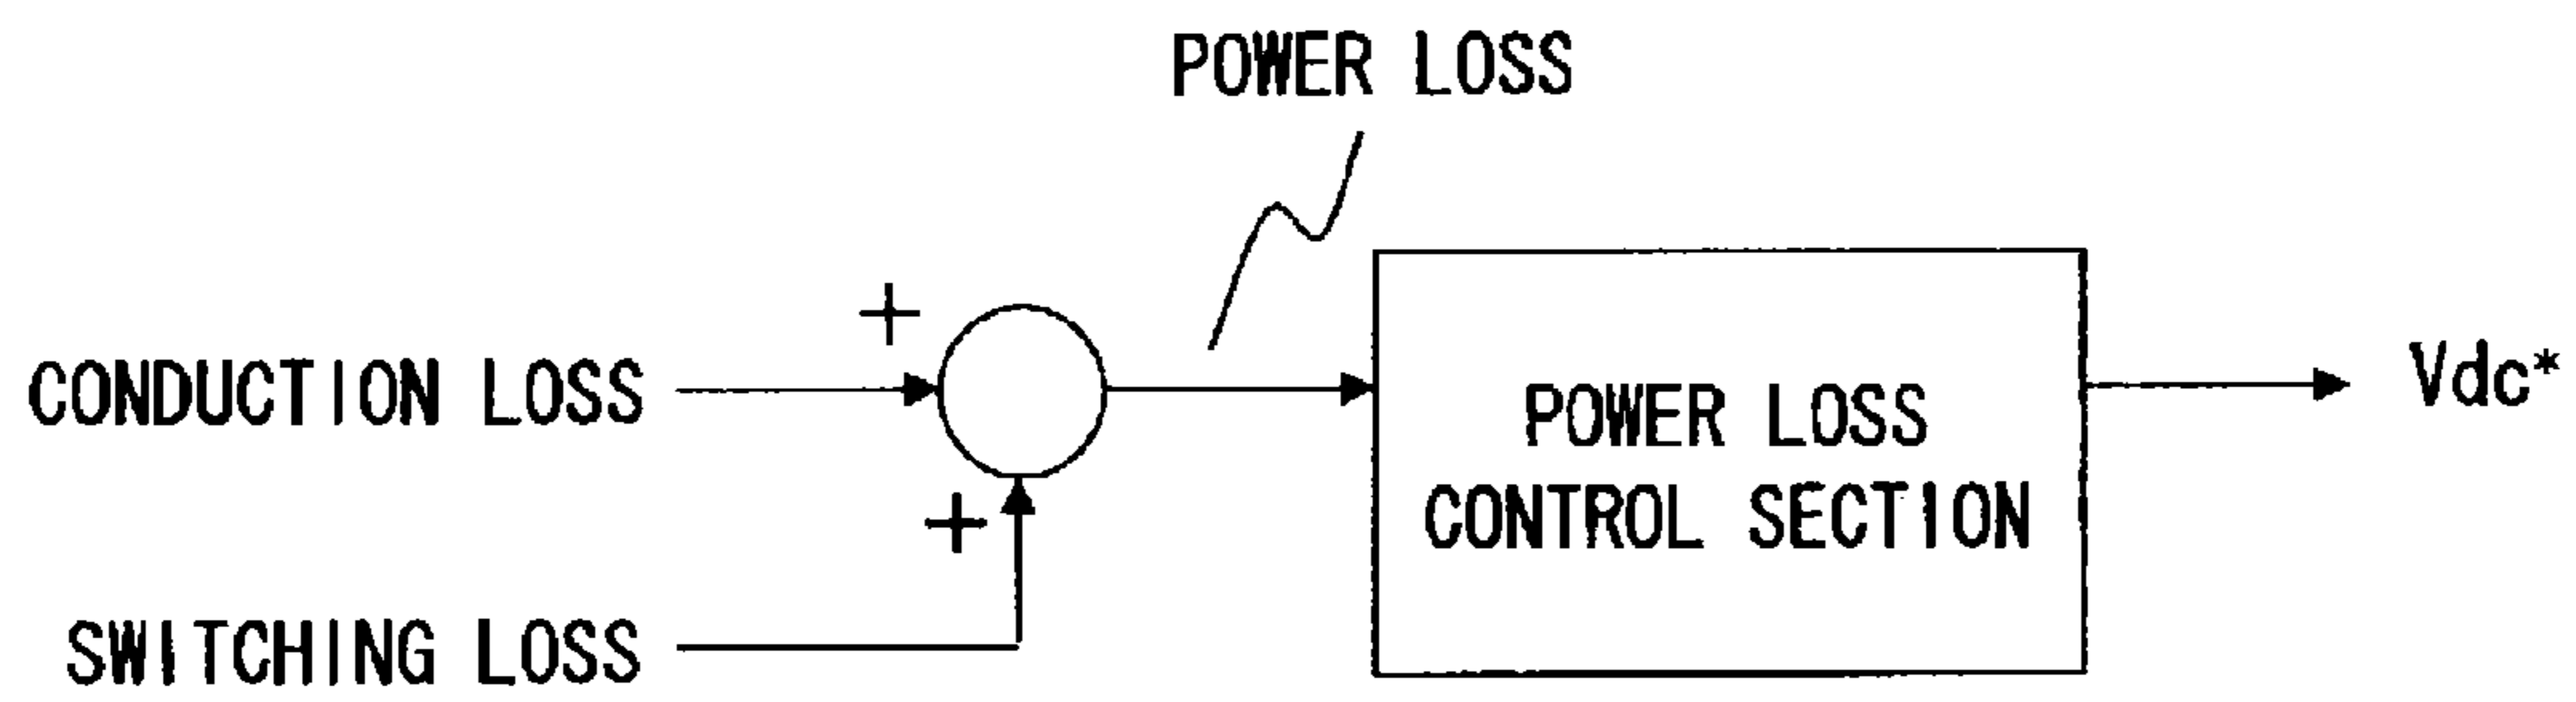 POWER LOSS
+
CONDUCTION LOSS
Vdc*
POWER LOSS
CONTROL SECTION
+
SWITCHING LOSS